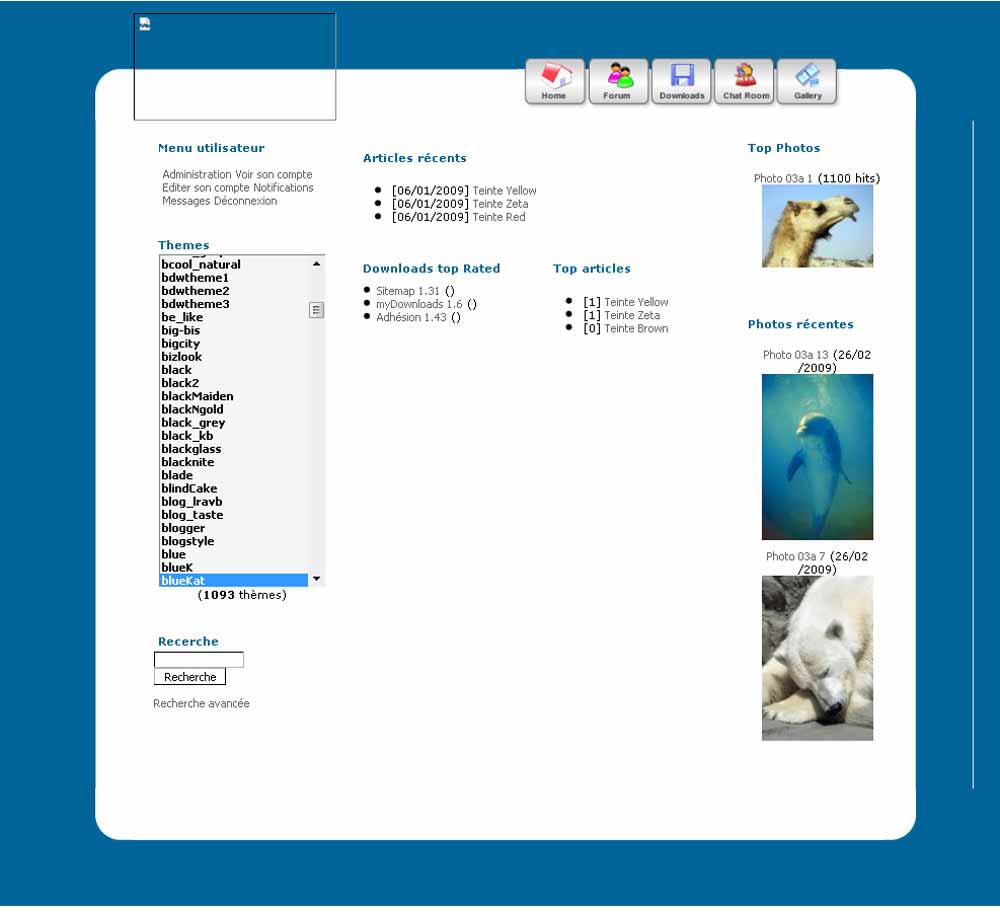 Home
Forum
Downloads
Chat Room
Gallery
Menu utilisateur
Administration Voir son compte
Editer son compte Notifications
Messages Déconnexion
Themes
bcool_natural
bdwtheme1
bdwtheme2
bdwtheme3
be_like
big-bis
bigcity
bizlook
black
black2
blackMaiden
blackNgold
black_grey
black_kb
blackglass
blacknite
blade
blindCake
blog_lravb
blog_taste
blogger
blogstyle
blue
blueK
blueKat
(1093 thèmes)
Recerche
Recherche
Recherche avancée
Articles récents
[06/01/2009] Teinte Yellow
[06/01/2009] Teinte Zeta
[06/01/2009] Teinte Red
Downloads top Rated
Sitemap 1.31 ()
myDownloads 1.6 ()
Adhésion 1.43 ()
Top articles
[1] Teinte Yellow
[1] Teinte Zeta
[0] Teinte Brown
Top Photos
Photo 03a 1 (1100 hits)
Photos récentes
Photo 03a 13 (26/02
/2009)
Photo 03a 7 (26/02
/2009)